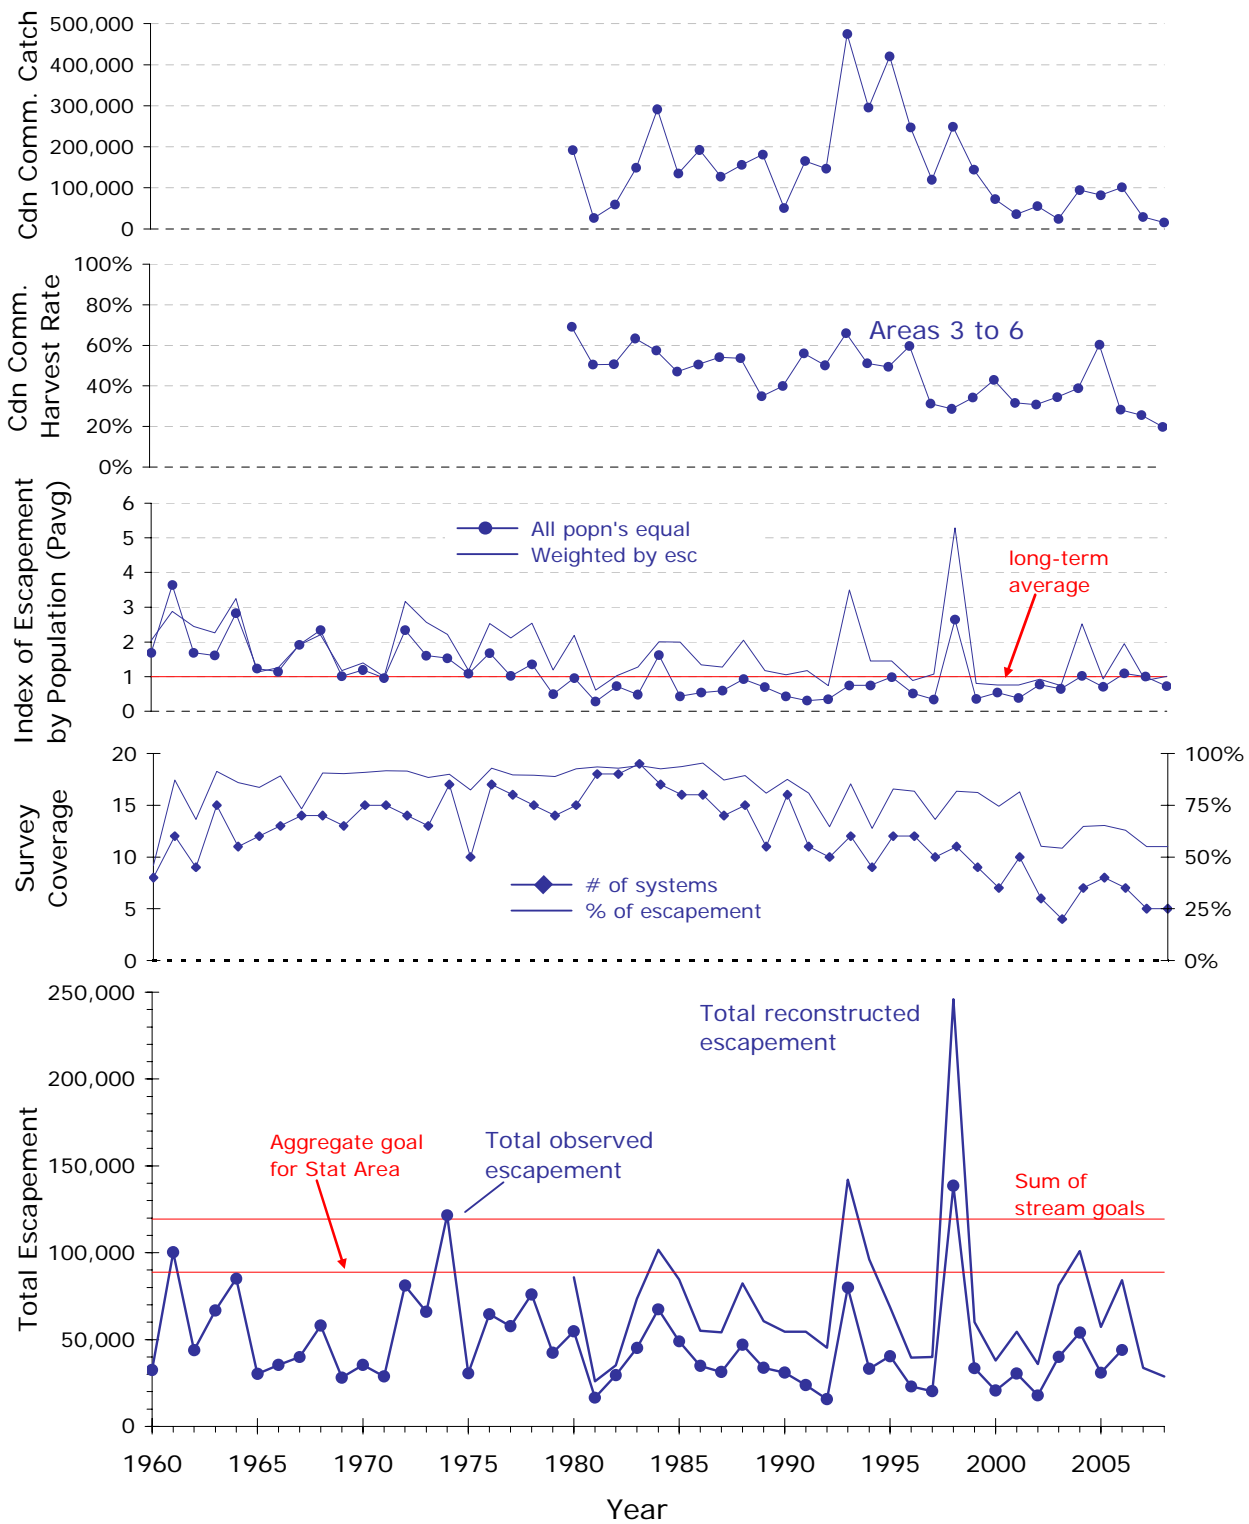 Cdn Comm. Catch
500,000
400,000
300,000
200,000
100,000
0
Cdn Comm.
Harvest Rate
100%
80%
60%
40%
20%
0%
Areas 3 to 6
Index of Escapement
by Population (Pavg)
6
5
4
3
2
1
0
All popn's equal
Weighted by esc
long-term
average
Survey
Coverage
20
15
10
5
0
100%
75%
50%
25%
0%
# of systems
% of escapement
Total Escapement
250,000
200,000
150,000
100,000
50,000
0
Total reconstructed
escapement
Aggregate goal
for Stat Area
Total observed
escapement
Sum of
stream goals
1960 1965 1970 1975 1980 1985 1990 1995 2000 2005
Year